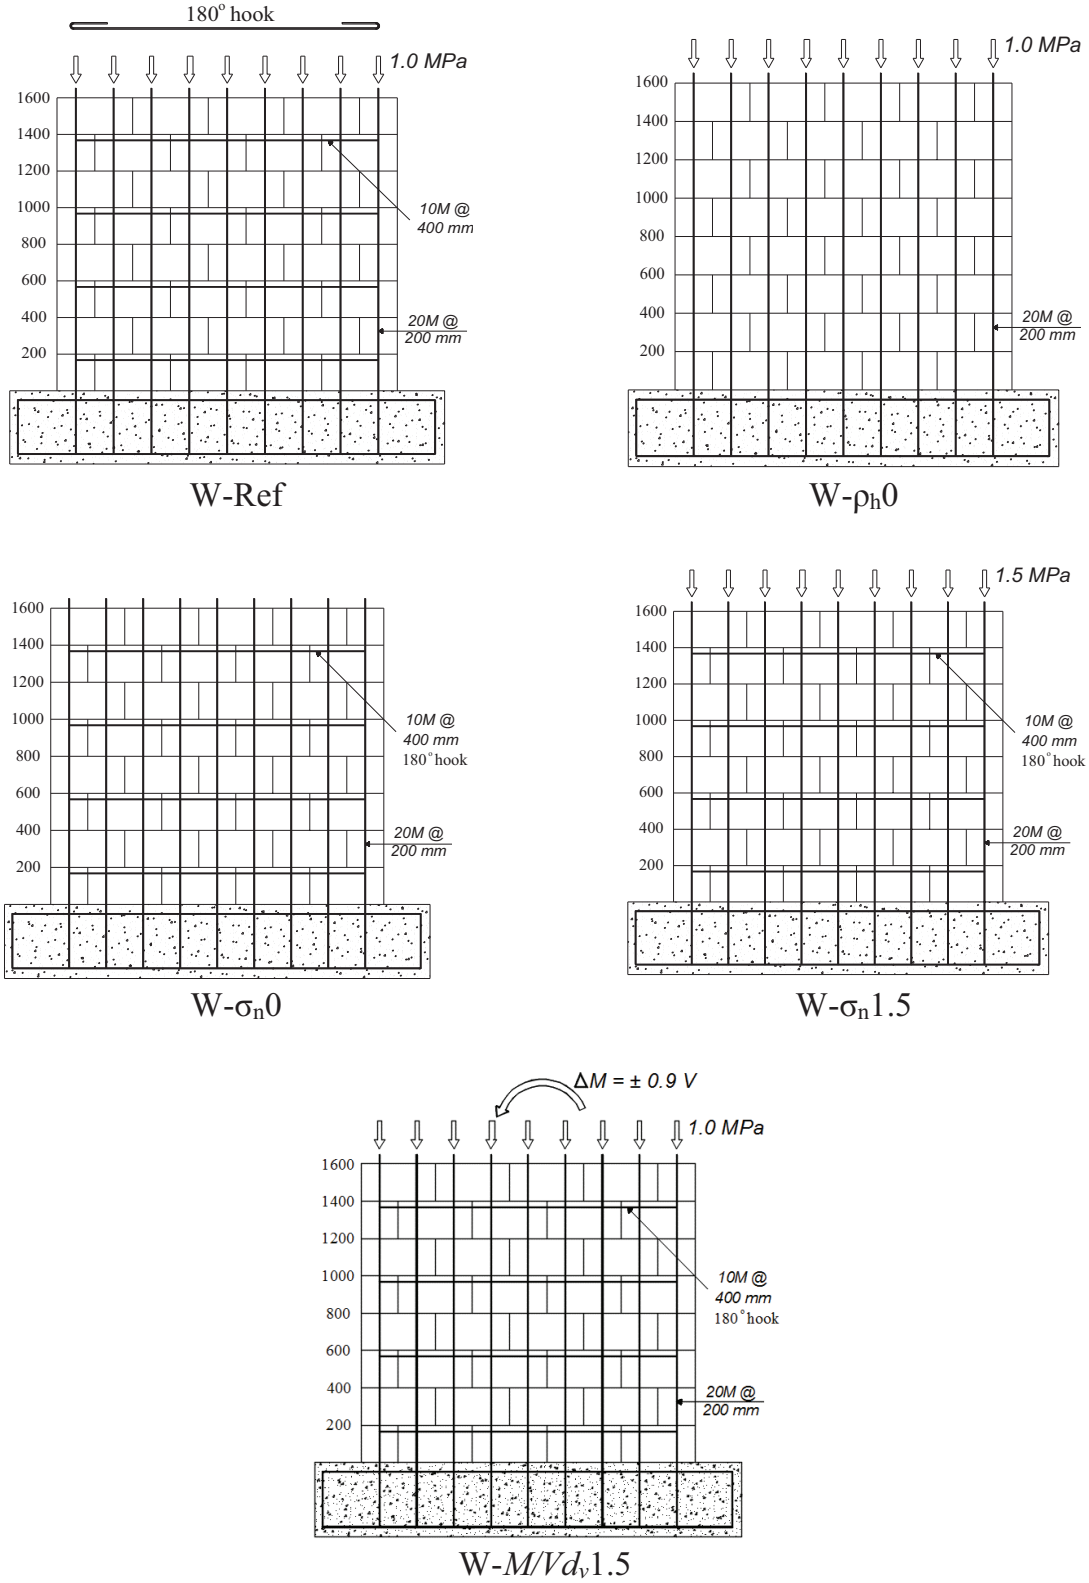 180° hook
1.0 MPa
1600
1400
1200
1000
800
600
400
200
10M @
400 mm
20M @
200 mm
W-Ref
1.0 MPa
1600
1400
1200
1000
800
600
400
200
20M @
200 mm
W-ρₕ0
1600
1400
1200
1000
800
600
400
200
10M @
400 mm
180° hook
20M @
200 mm
W-σₙ0
1.5 MPa
1600
1400
1200
1000
800
600
400
200
10M @
400 mm
180° hook
20M @
200 mm
W-σₙ1.5
ΔM = ± 0.9 V
1.0 MPa
1600
1400
1200
1000
800
600
400
200
10M @
400 mm
180° hook
20M @
200 mm
W-M/Vdᵥ1.5